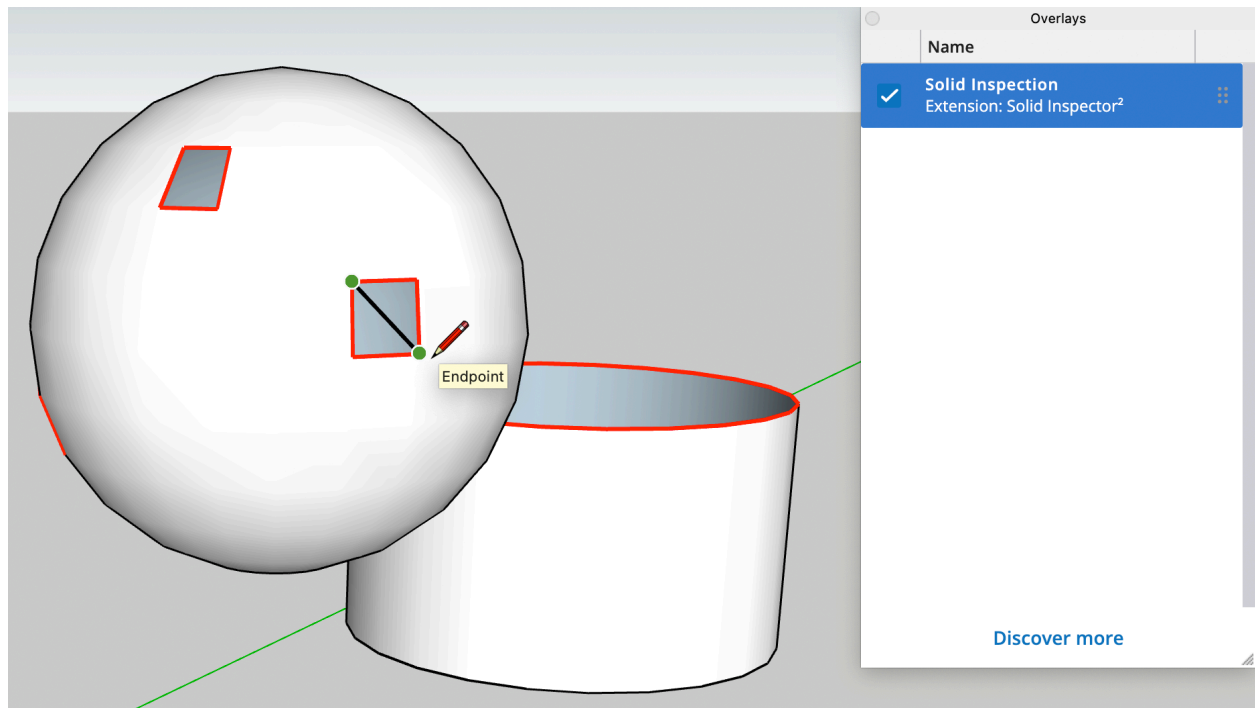 Overlays
Name
Solid Inspection
Extension: Solid Inspector²
Endpoint
Discover more